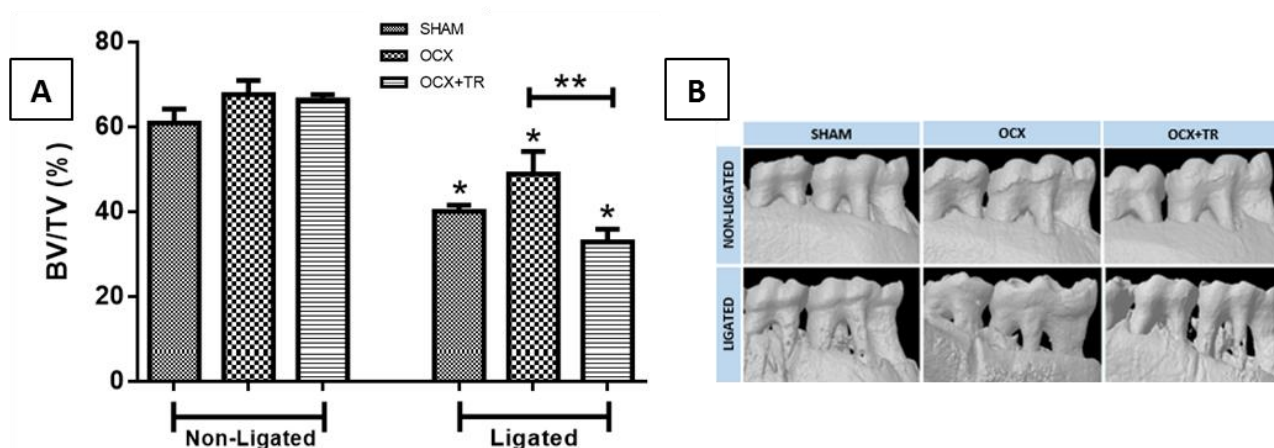 A
BV/TV (%)
80
60
40
20
0
SHAM
OCX
OCX+TR
**
*
*
*
Non-Ligated
Ligated
B
SHAM OCX OCX+TR
NON-LIGATED
LIGATED